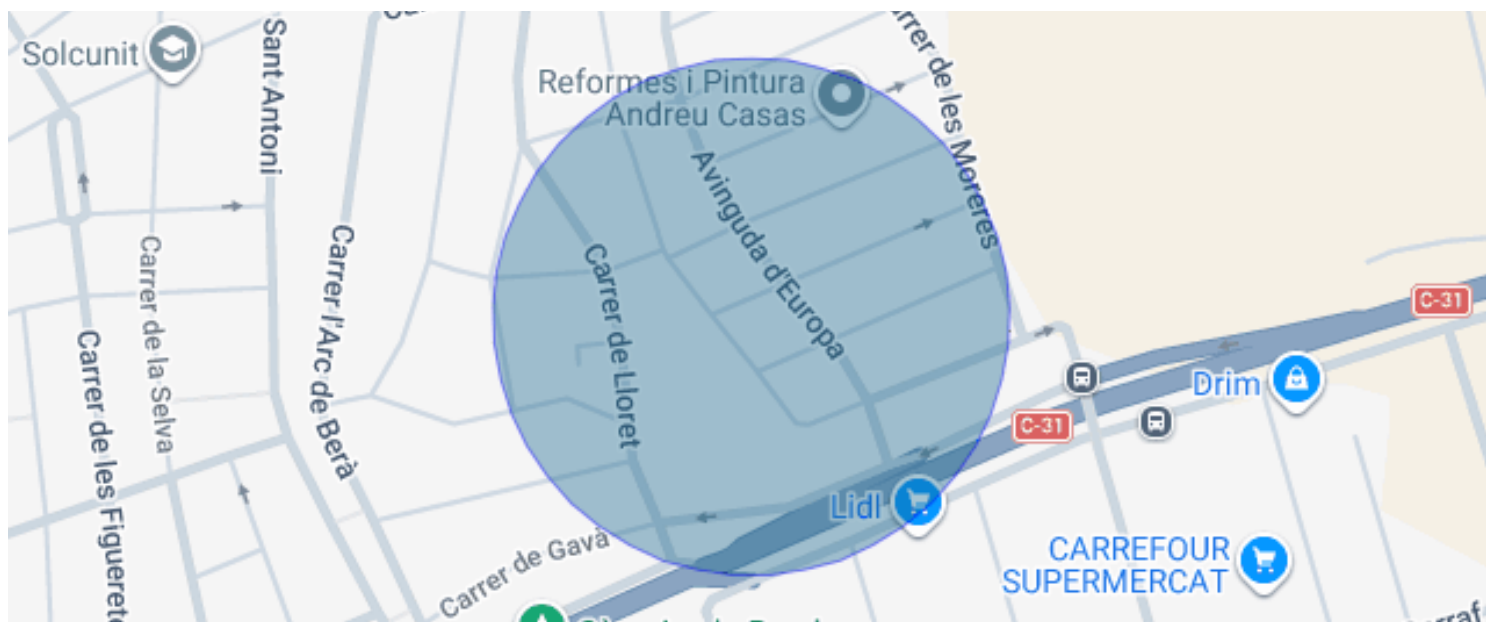 Solcunit
Sant Antoni
Reformes i Pintura
Andreu Casas
Carrer de les Moreres
Avinguda d'Europa
Carrer de la Selva
Carrer l'Arc de Berà
Carrer de Lloret
C-31
Drim
C-31
Carrer de les Figueretes
Lidl
Carrer de Gavà
CARREFOUR
SUPERMERCAT